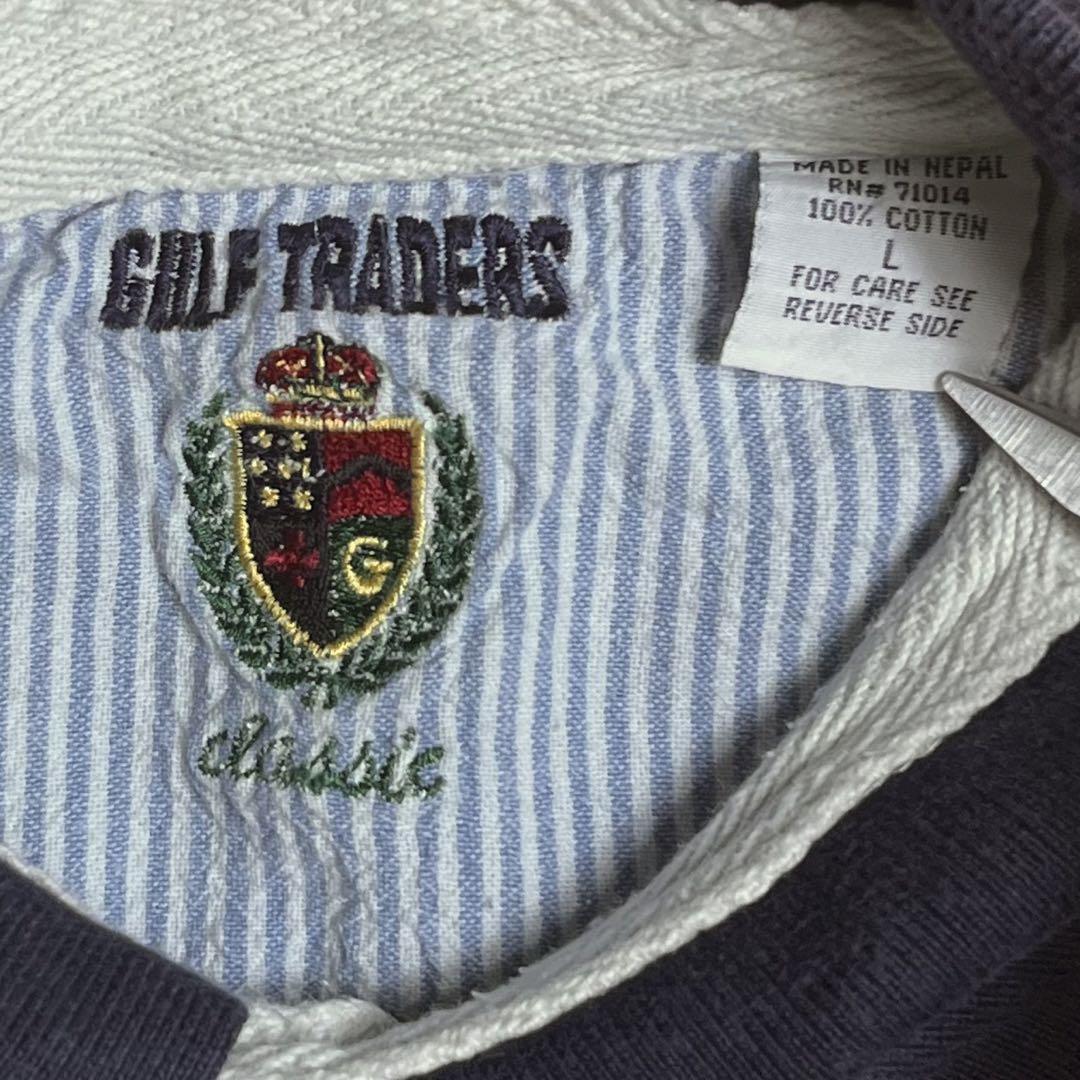 GULF TRADERS
G
classic
MADE IN NEPAL
RN# 71014
100% COTTON
L
FOR CARE SEE
REVERSE SIDE